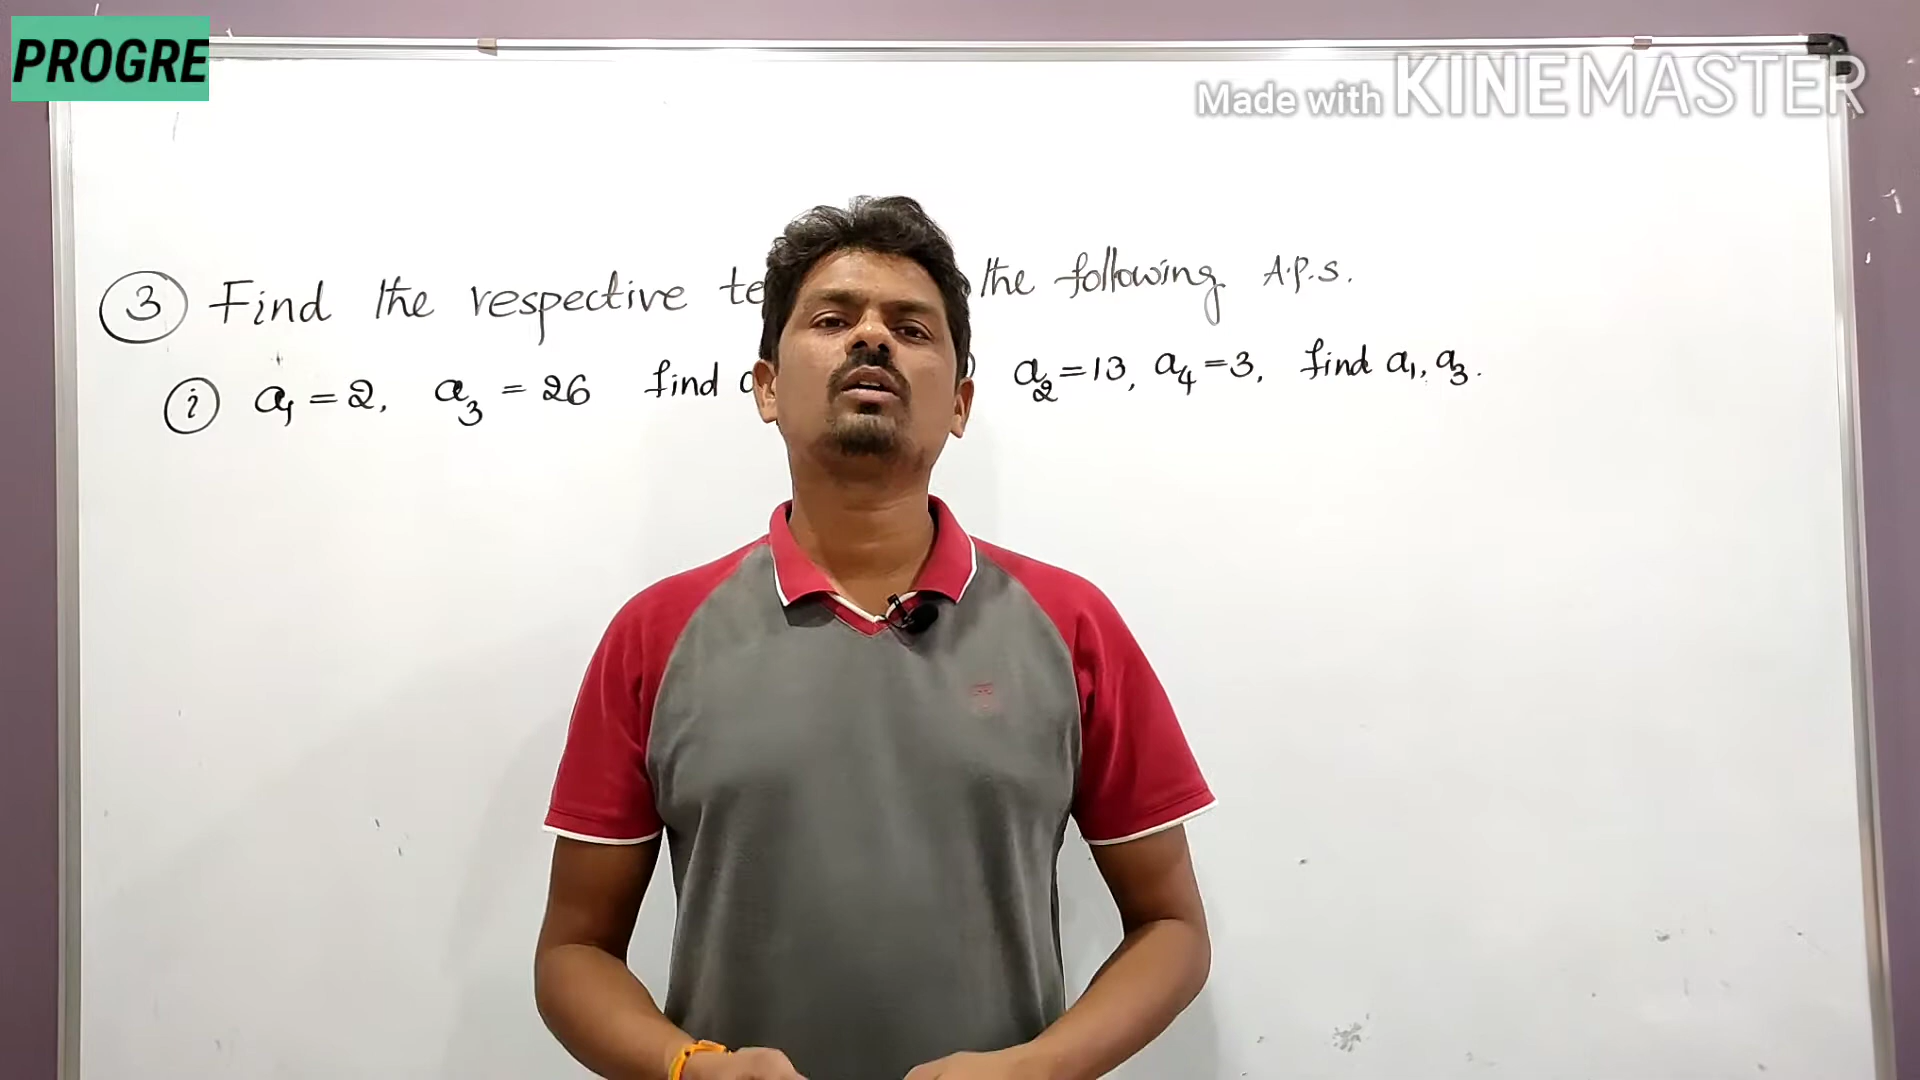 PROGRE
Made with KINEMASTER
3 Find the respective te the following A.P.s.
i a₁ = 2, a₃ = 26 find a₂ = 13, a₄ = 3, find a₁, a₃.